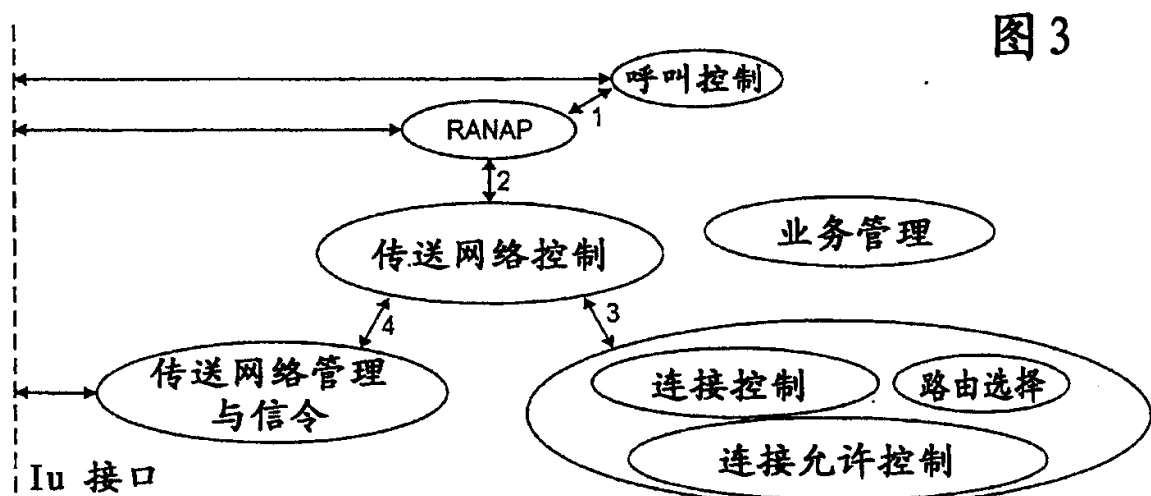 图3
呼叫控制
1
RANAP
2
业务管理
传送网络控制
3
4
传送网络管理
与信令
连接控制
路由选择
连接允许控制
Iu 接口